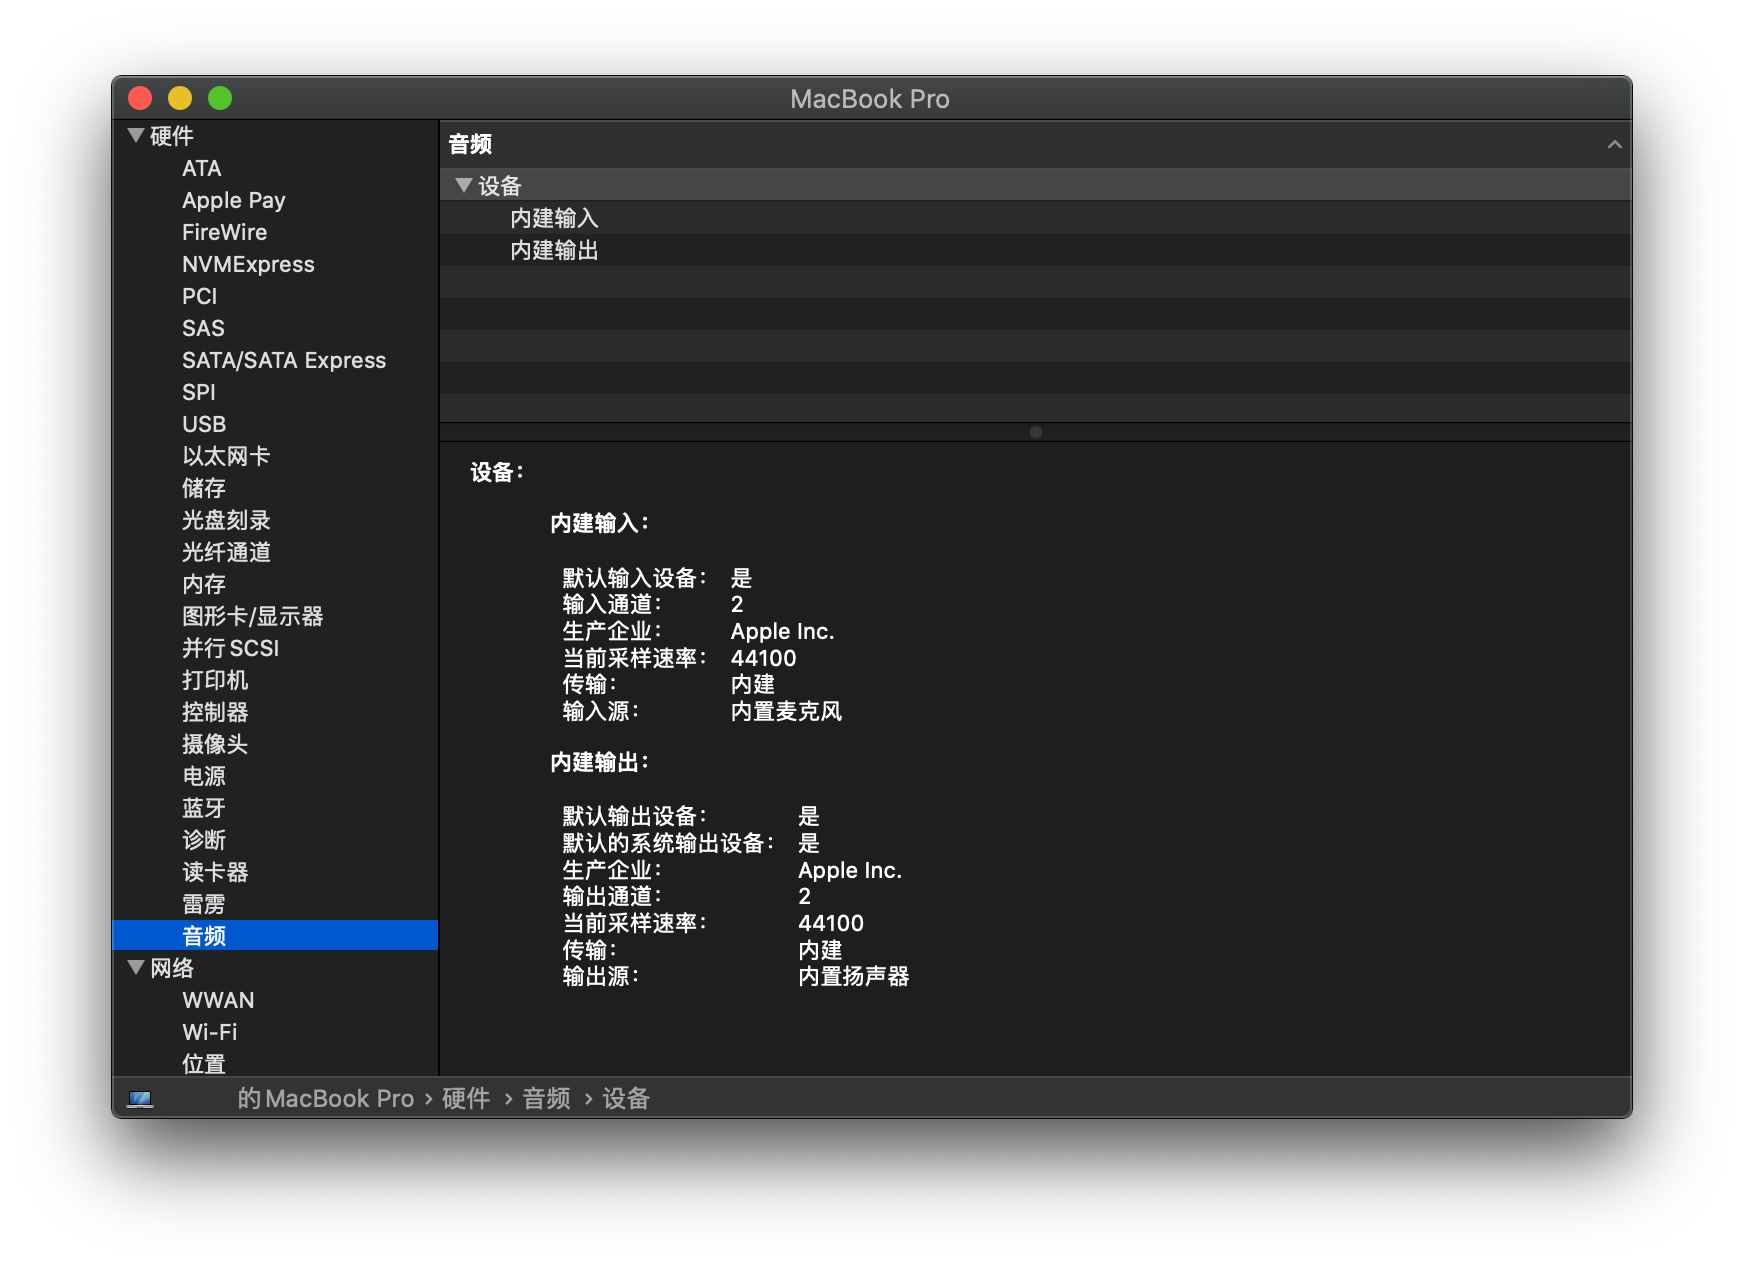 MacBook Pro
硬件
ATA
Apple Pay
FireWire
NVMExpress
PCI
SAS
SATA/SATA Express
SPI
USB
以太网卡
储存
光盘刻录
光纤通道
内存
图形卡/显示器
并行 SCSI
打印机
控制器
摄像头
电源
蓝牙
诊断
读卡器
雷雳
音频
网络
WWAN
Wi-Fi
位置
音频
设备
内建输入
内建输出
设备：
内建输入：
默认输入设备： 是
输入通道： 2
生产企业： Apple Inc.
当前采样速率： 44100
传输： 内建
输入源： 内置麦克风
内建输出：
默认输出设备： 是
默认的系统输出设备： 是
生产企业： Apple Inc.
输出通道： 2
当前采样速率： 44100
传输： 内建
输出源： 内置扬声器
的 MacBook Pro › 硬件 › 音频 › 设备